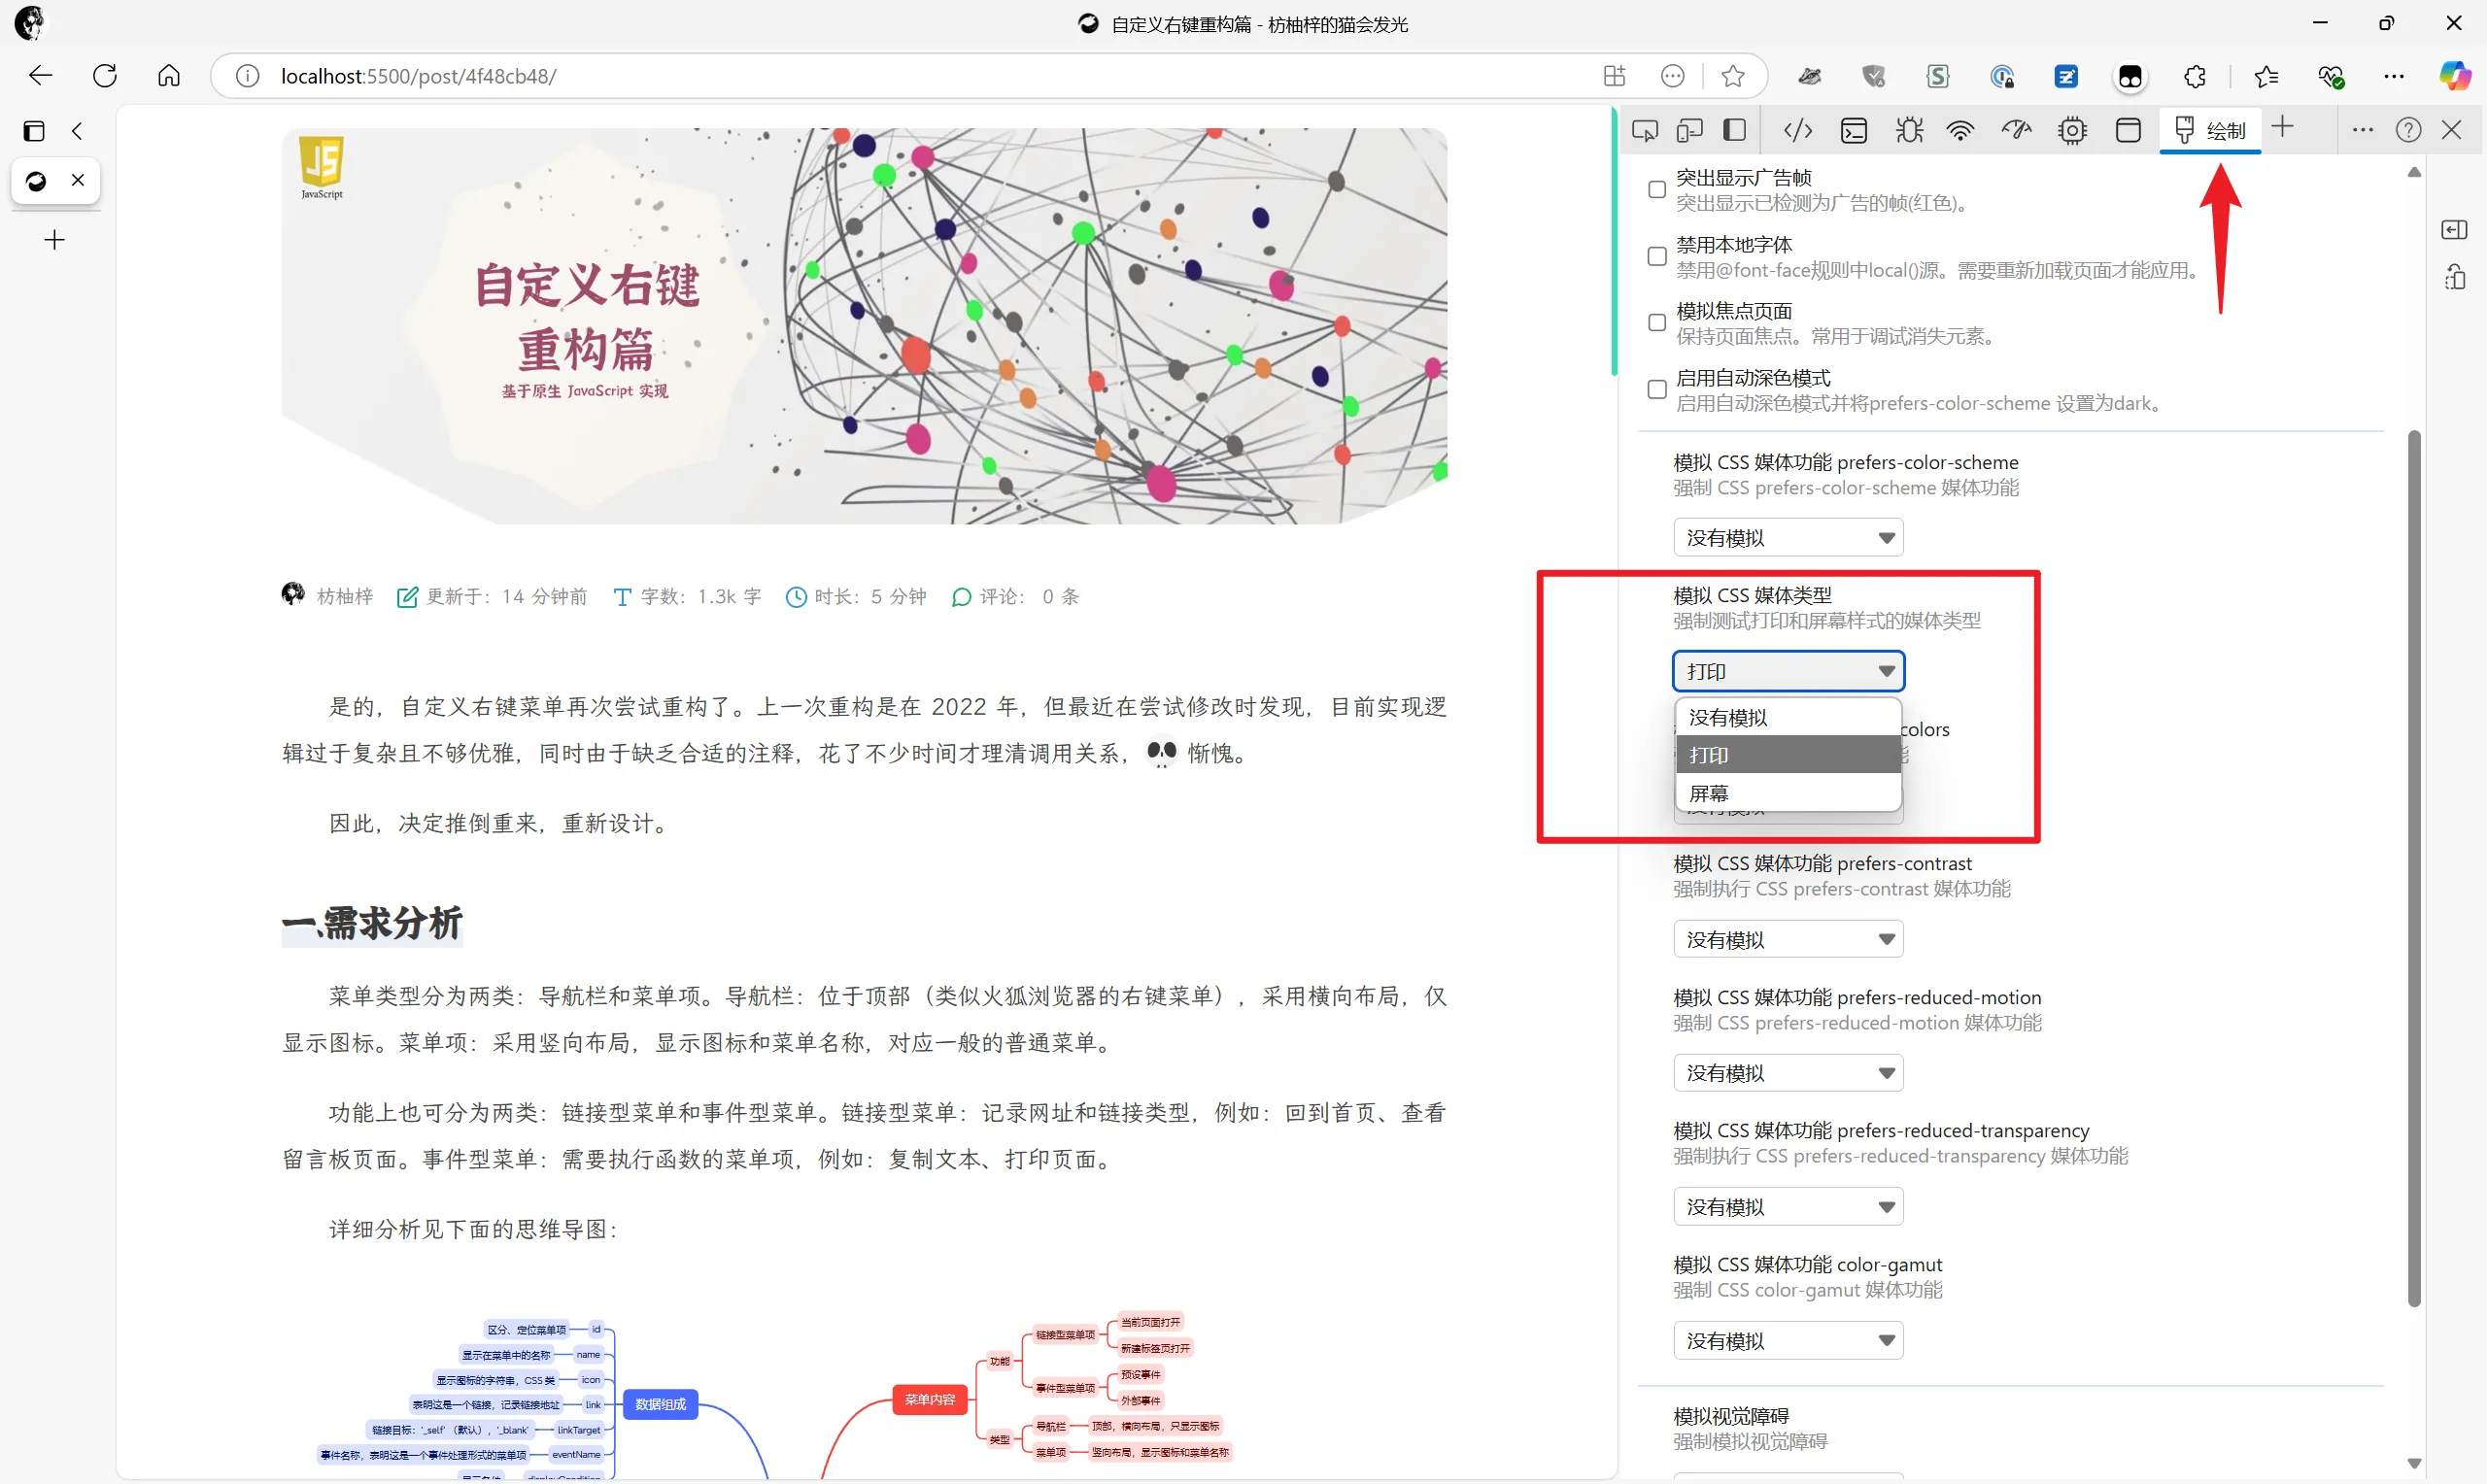 自定义右键重构篇 - 枋柚梓的猫会发光
localhost:5500/post/4f48cb48/
绘制
JS
JavaScript
自定义右键
重构篇
基于原生 JavaScript 实现
枋柚梓 更新于：14 分钟前 字数：1.3k 字 时长：5 分钟 评论： 0 条
是的，自定义右键菜单再次尝试重构了。上一次重构是在 2022 年，但最近在尝试修改时发现，目前实现逻
辑过于复杂且不够优雅，同时由于缺乏合适的注释，花了不少时间才理清调用关系， 惭愧。
因此，决定推倒重来，重新设计。
一.需求分析
菜单类型分为两类：导航栏和菜单项。导航栏：位于顶部（类似火狐浏览器的右键菜单），采用横向布局，仅
显示图标。菜单项：采用竖向布局，显示图标和菜单名称，对应一般的普通菜单。
功能上也可分为两类：链接型菜单和事件型菜单。链接型菜单：记录网址和链接类型，例如：回到首页、查看
留言板页面。事件型菜单：需要执行函数的菜单项，例如：复制文本、打印页面。
详细分析见下面的思维导图：
区分、定位菜单项 id
显示在菜单中的名称 name
显示图标的字符串，CSS 类 icon
表明这是一个链接，记录链接地址 link
链接目标：'_self'（默认），'_blank' linkTarget
事件名称，表明这是一个事件处理形式的菜单项 eventName
数据组成
菜单内容
功能
链接型菜单项
当前页面打开
新建标签页打开
事件型菜单项
预设事件
外部事件
类型
导航栏 顶部，横向布局，只显示图标
菜单项 竖向布局，显示图标和菜单名称
突出显示广告帧
突出显示已检测为广告的帧(红色)。
禁用本地字体
禁用@font-face规则中local()源。需要重新加载页面才能应用。
模拟焦点页面
保持页面焦点。常用于调试消失元素。
启用自动深色模式
启用自动深色模式并将prefers-color-scheme 设置为dark。
模拟 CSS 媒体功能 prefers-color-scheme
强制 CSS prefers-color-scheme 媒体功能
没有模拟
模拟 CSS 媒体类型
强制测试打印和屏幕样式的媒体类型
打印
没有模拟
打印
屏幕
colors
模拟 CSS 媒体功能 prefers-contrast
强制执行 CSS prefers-contrast 媒体功能
没有模拟
模拟 CSS 媒体功能 prefers-reduced-motion
强制 CSS prefers-reduced-motion 媒体功能
没有模拟
模拟 CSS 媒体功能 prefers-reduced-transparency
强制执行 CSS prefers-reduced-transparency 媒体功能
没有模拟
模拟 CSS 媒体功能 color-gamut
强制 CSS color-gamut 媒体功能
没有模拟
模拟视觉障碍
强制模拟视觉障碍